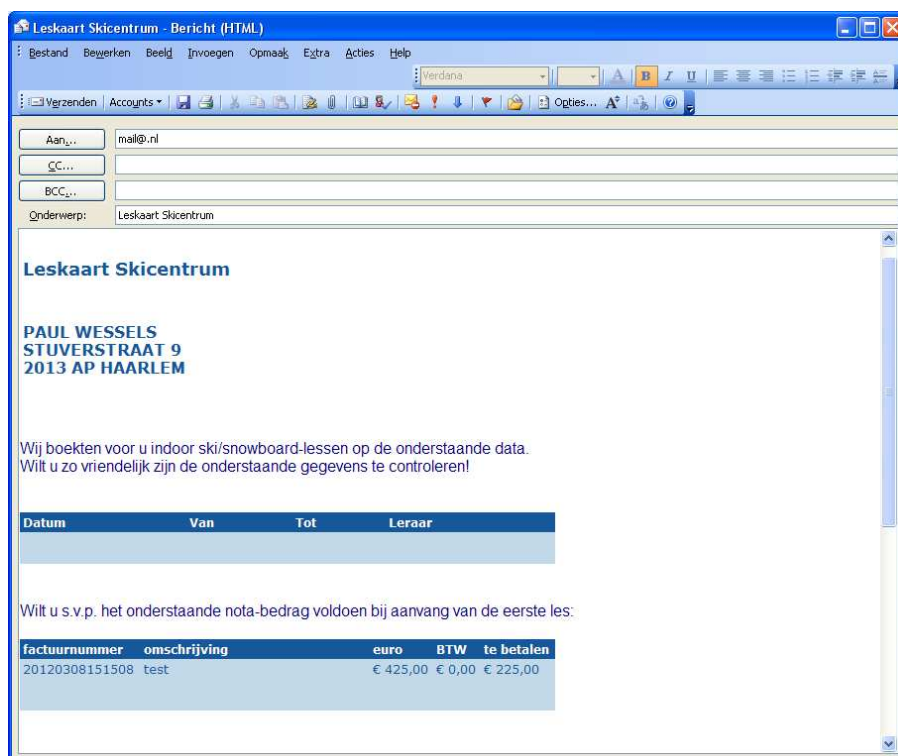 Leskaart Skicentrum - Bericht (HTML)
Bestand Bewerken Beeld Invoegen Opmaak Extra Acties Help
Verdana A B I U
Verzenden Accounts Opties...
Aan... mail@.nl
CC...
BCC...
Onderwerp: Leskaart Skicentrum
Leskaart Skicentrum
PAUL WESSELS
STUVERSTRAAT 9
2013 AP HAARLEM
Wij boekten voor u indoor ski/snowboard-lessen op de onderstaande data.
Wilt u zo vriendelijk zijn de onderstaande gegevens te controleren!
Datum Van Tot Leraar
Wilt u s.v.p. het onderstaande nota-bedrag voldoen bij aanvang van de eerste les:
factuurnummer omschrijving euro BTW te betalen
20120308151508 test € 425,00 € 0,00 € 225,00